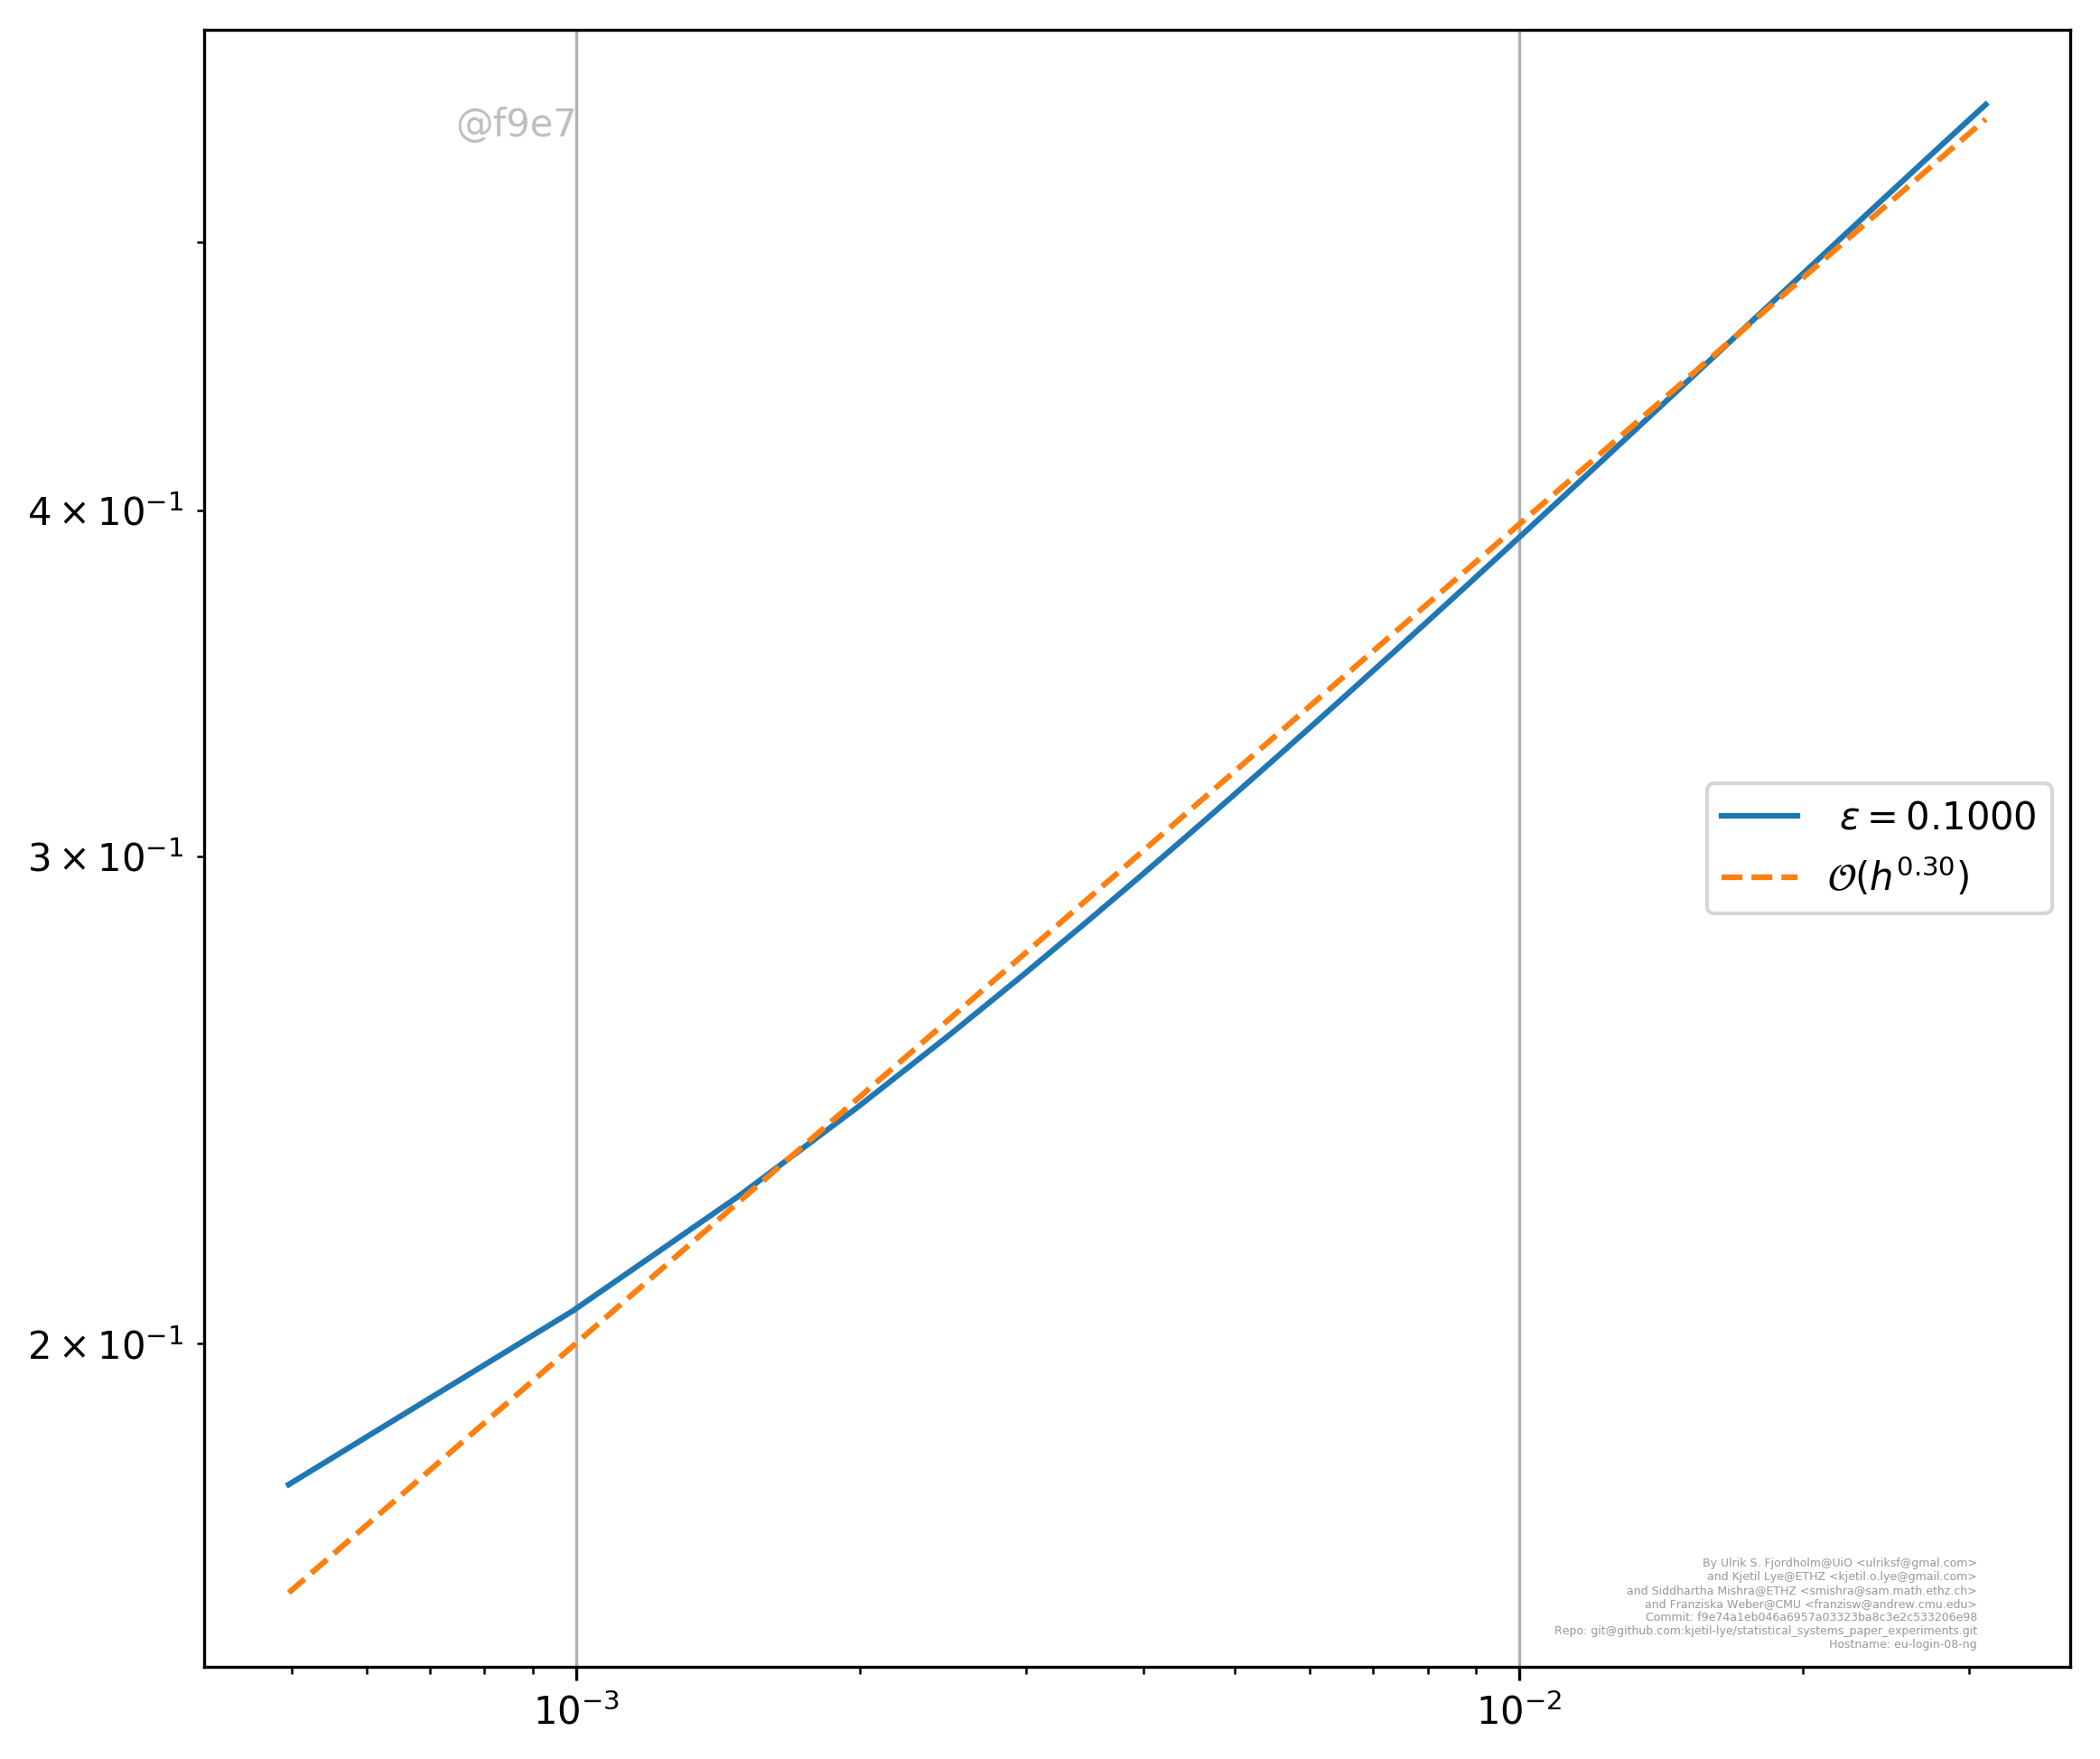 @f9e7
4 × 10⁻¹
3 × 10⁻¹
2 × 10⁻¹
ε = 0.1000
𝒪(h⁰·³⁰)
By Ulrik S. Fjordholm@UiO <ulriksf@gmal.com>
and Kjetil Lye@ETHZ <kjetil.o.lye@gmail.com>
and Siddhartha Mishra@ETHZ <smishra@sam.math.ethz.ch>
and Franziska Weber@CMU <franzisw@andrew.cmu.edu>
Commit: f9e74a1eb046a6957a03323ba8c3e2c533206e98
Repo: git@github.com:kjetil-lye/statistical_systems_paper_experiments.git
Hostname: eu-login-08-ng
10⁻³ 10⁻²